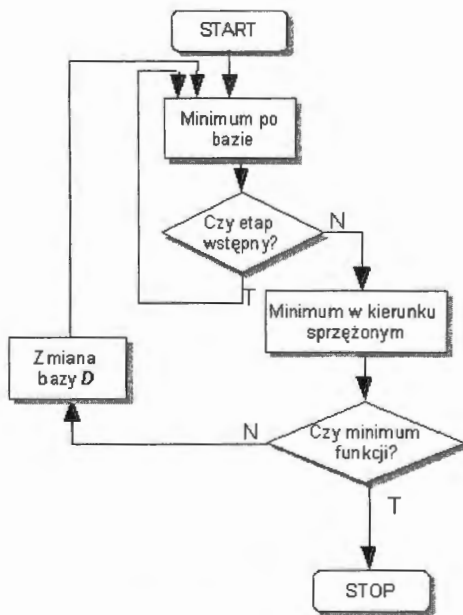 START
Minimum po
bazie
Czy etap
wstępny?
N
T
Minimum w kierunku
sprzężonym
Zmiana
bazy D
N
Czy minimum
funkcji?
T
STOP